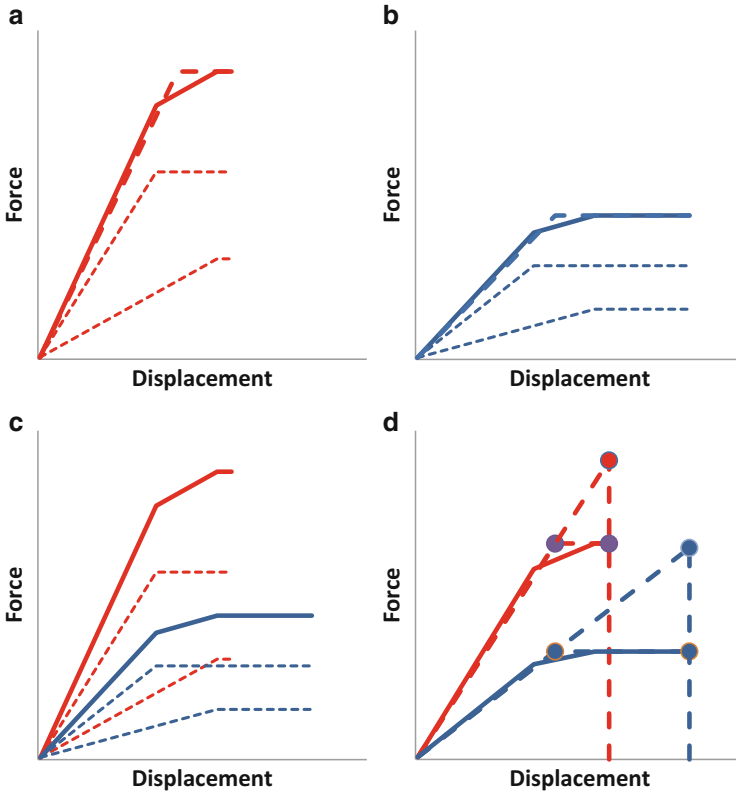 a
Force
Displacement
b
Force
Displacement
c
Force
Displacement
d
Force
Displacement